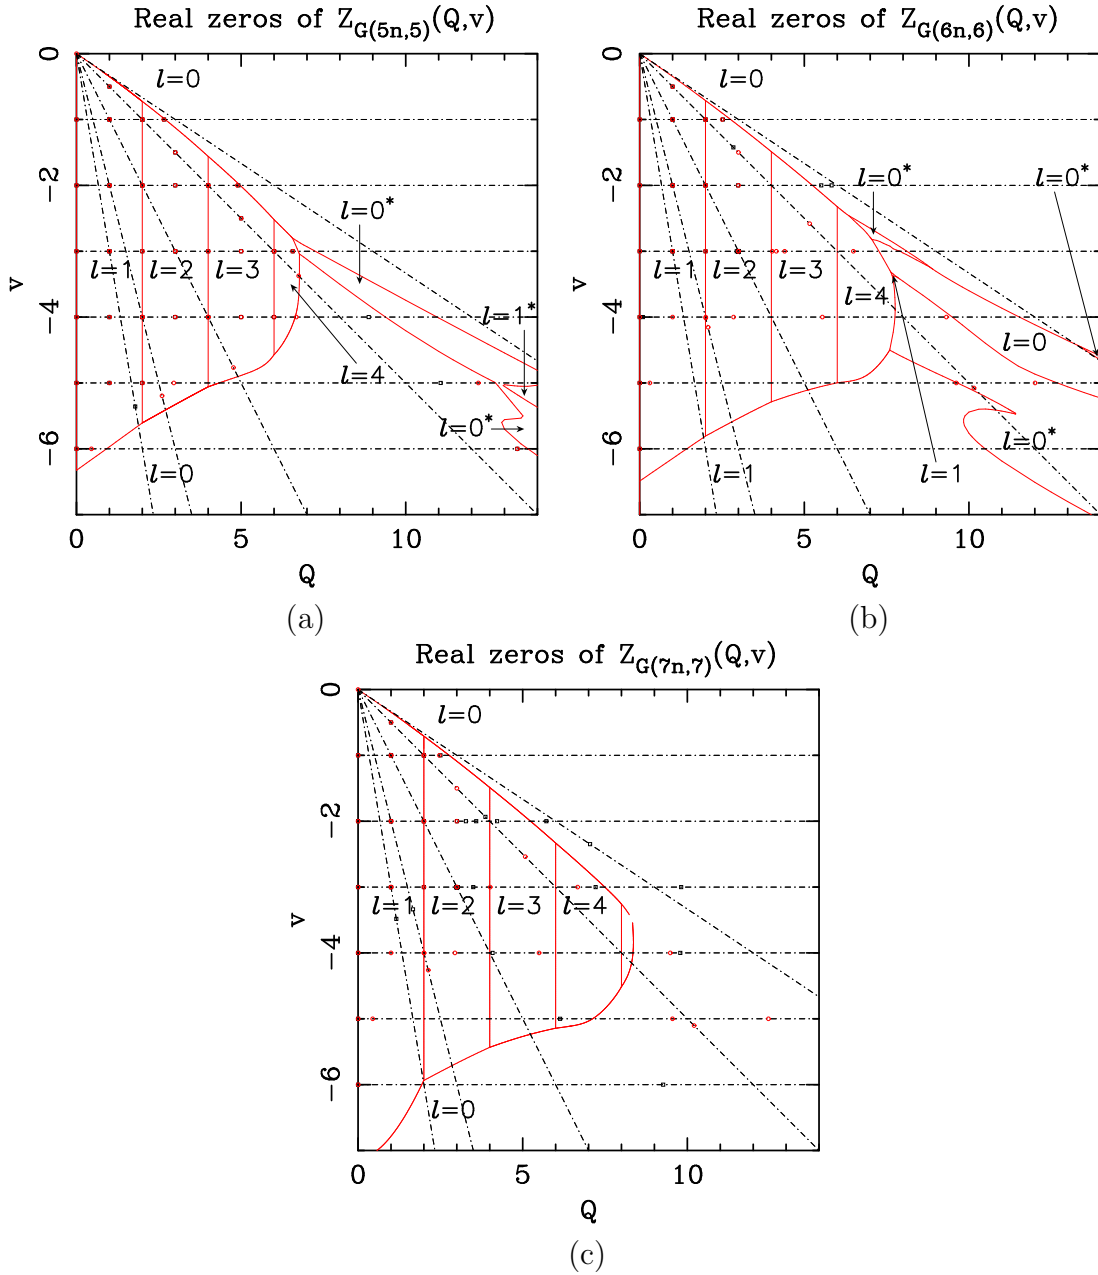 Real zeros of Z_{G(5n,5)}(Q,v)
0
−2
−4
−6
v
l=0
l=0*
l=1
l=2
l=3
l=1*
l=4
l=0*
l=0
0
5
10
Q
(a)
Real zeros of Z_{G(6n,6)}(Q,v)
0
−2
−4
−6
v
l=0
l=0*
l=0*
l=1
l=2
l=3
l=4
l=0
l=0*
l=1
l=1
0
5
10
Q
(b)
Real zeros of Z_{G(7n,7)}(Q,v)
0
−2
−4
−6
v
l=0
l=1
l=2
l=3
l=4
l=0
0
5
10
Q
(c)